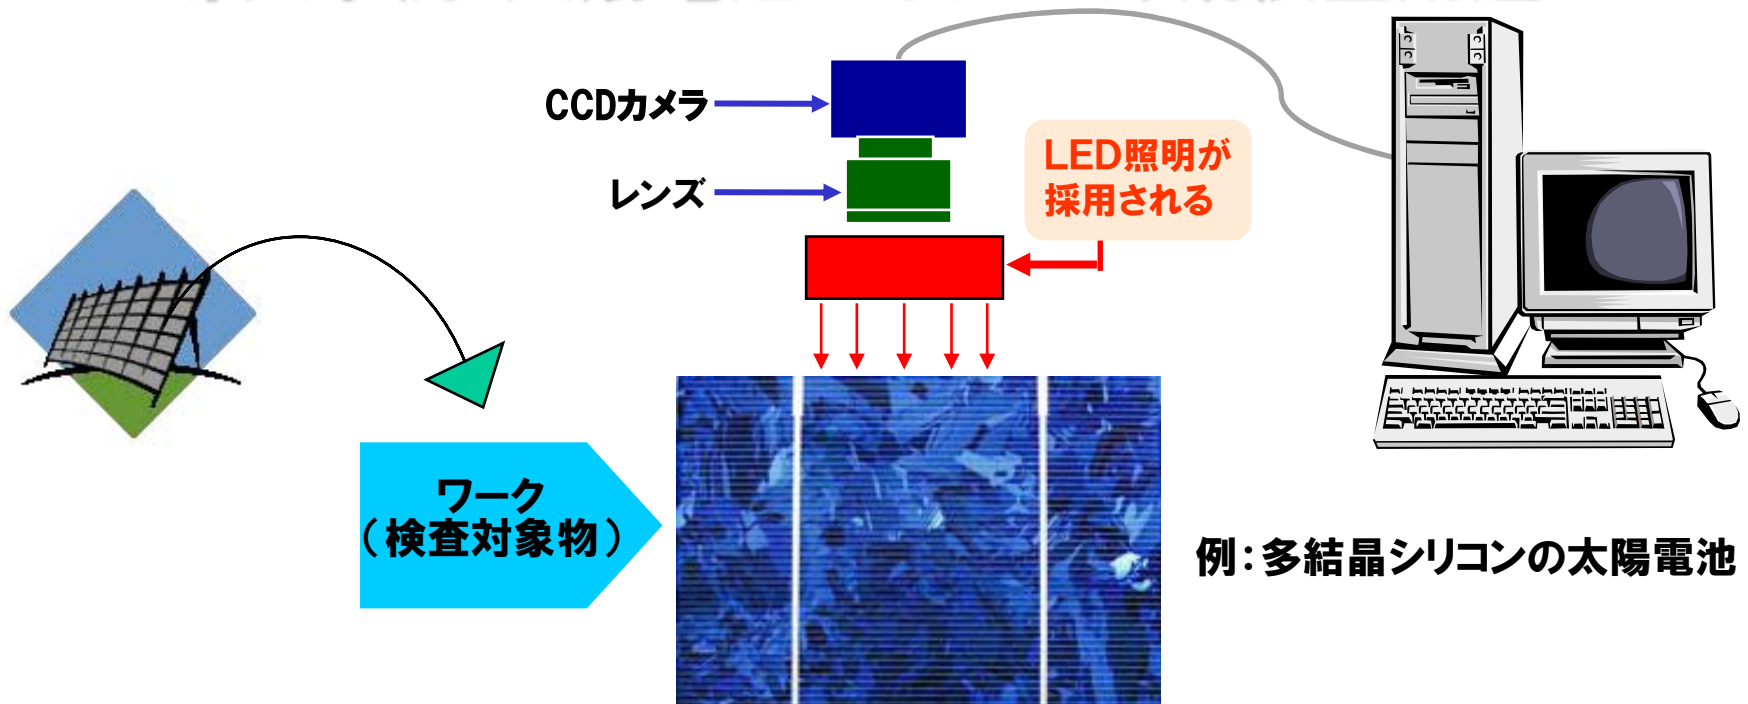 CCDカメラ
LED照明が
採用される
レンズ
ワーク
（検査対象物）
例：多結晶シリコンの太陽電池